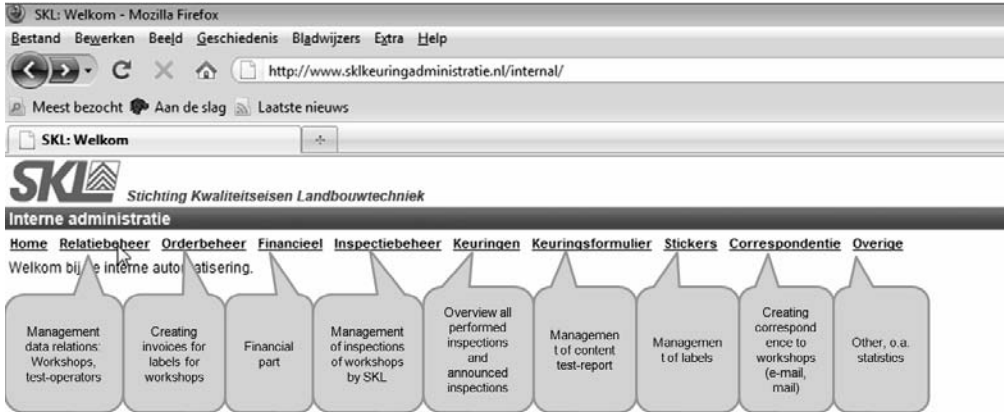 SKL: Welkom - Mozilla Firefox
Bestand Bewerken Beeld Geschiedenis Bladwijzers Extra Help
http://www.sklkeuringadministratie.nl/internal/
Meest bezocht Aan de slag Laatste nieuws
SKL: Welkom
SKL Stichting Kwaliteitseisen Landbouwtechniek
Interne administratie
Home Relatiebeheer Orderbeheer Financieel Inspectiebeheer Keuringen Keuringsformulier Stickers Correspondentie Overige
Welkom bij de interne automatisering.
Management
data relations:
Workshops,
test-operators
Creating
invoices for
labels for
workshops
Financial
part
Management
of inspections
of workshops
by SKL
Overview all
performed
inspections
and
announced
inspections
Managemen
t of content
test-report
Managemen
t of labels
Creating
correspond
ence to
workshops
(e-mail,
mail)
Other, o.a.
statistics